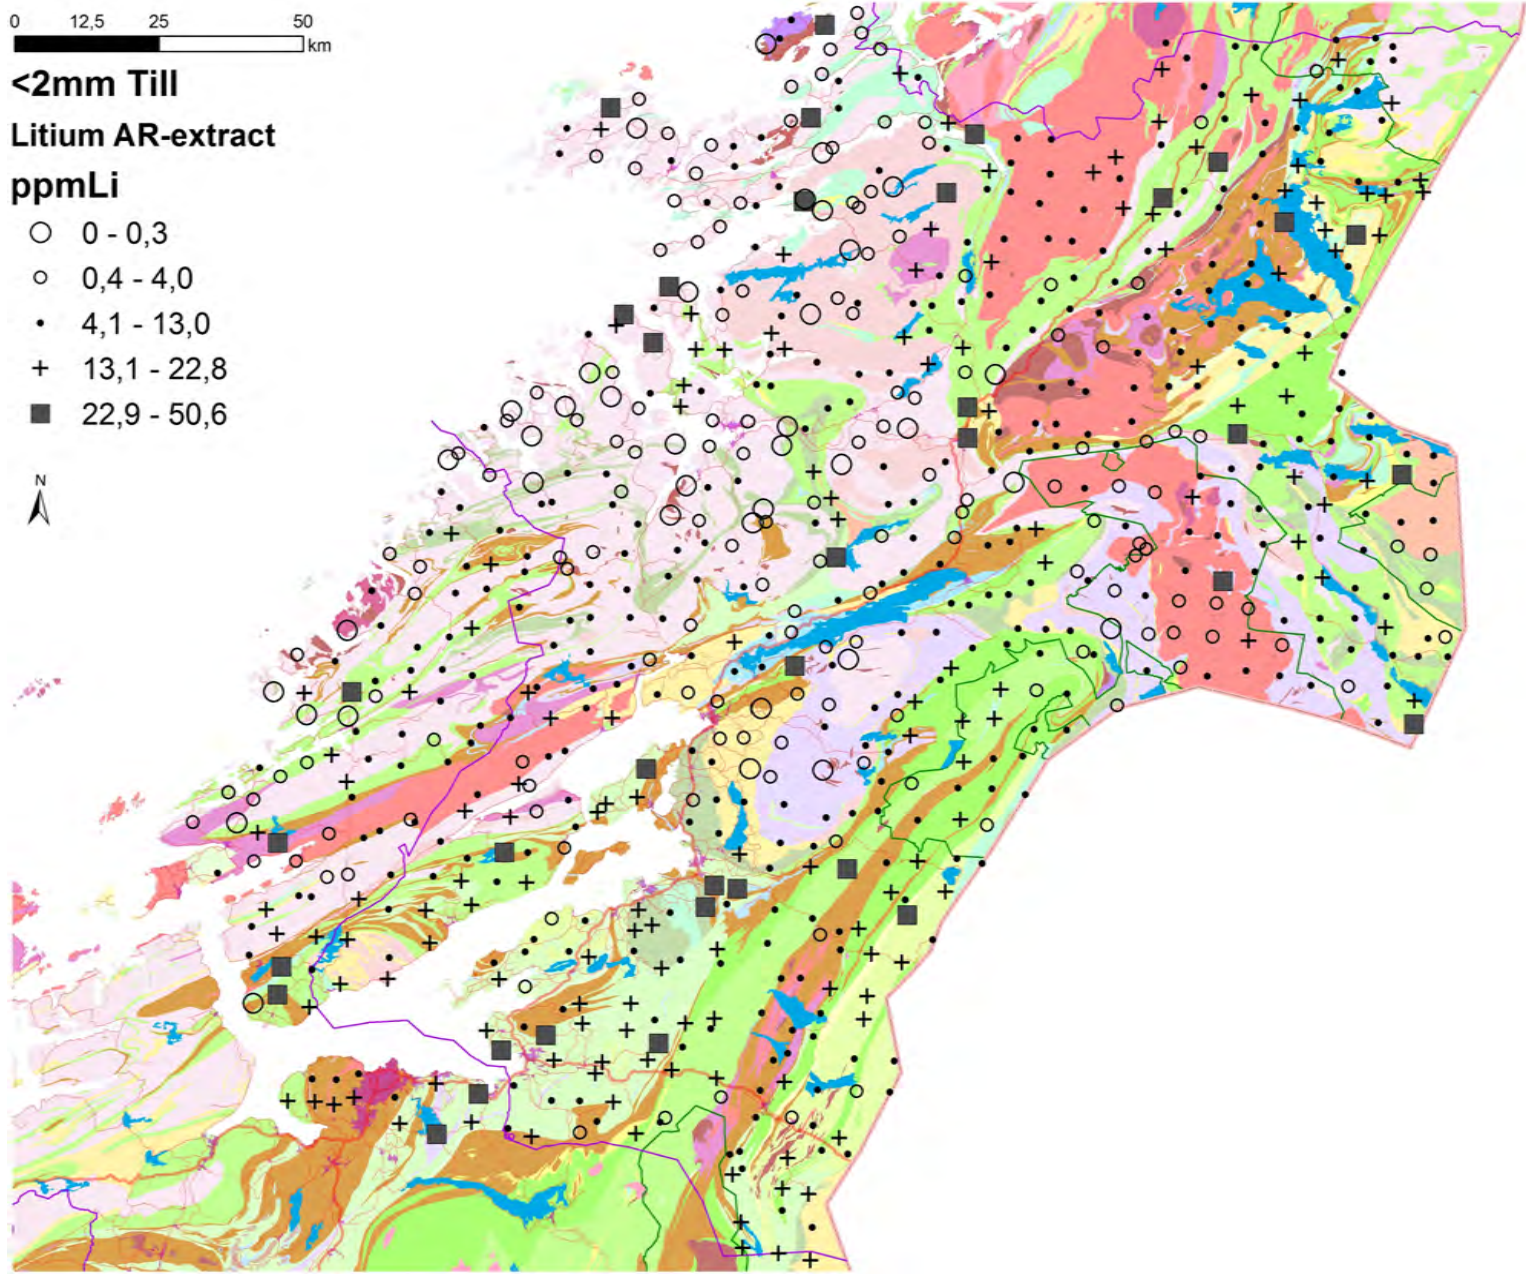 0 12,5 25 50
km
<2mm Till
Litium AR-extract
ppmLi
0 - 0,3
0,4 - 4,0
4,1 - 13,0
13,1 - 22,8
22,9 - 50,6
N